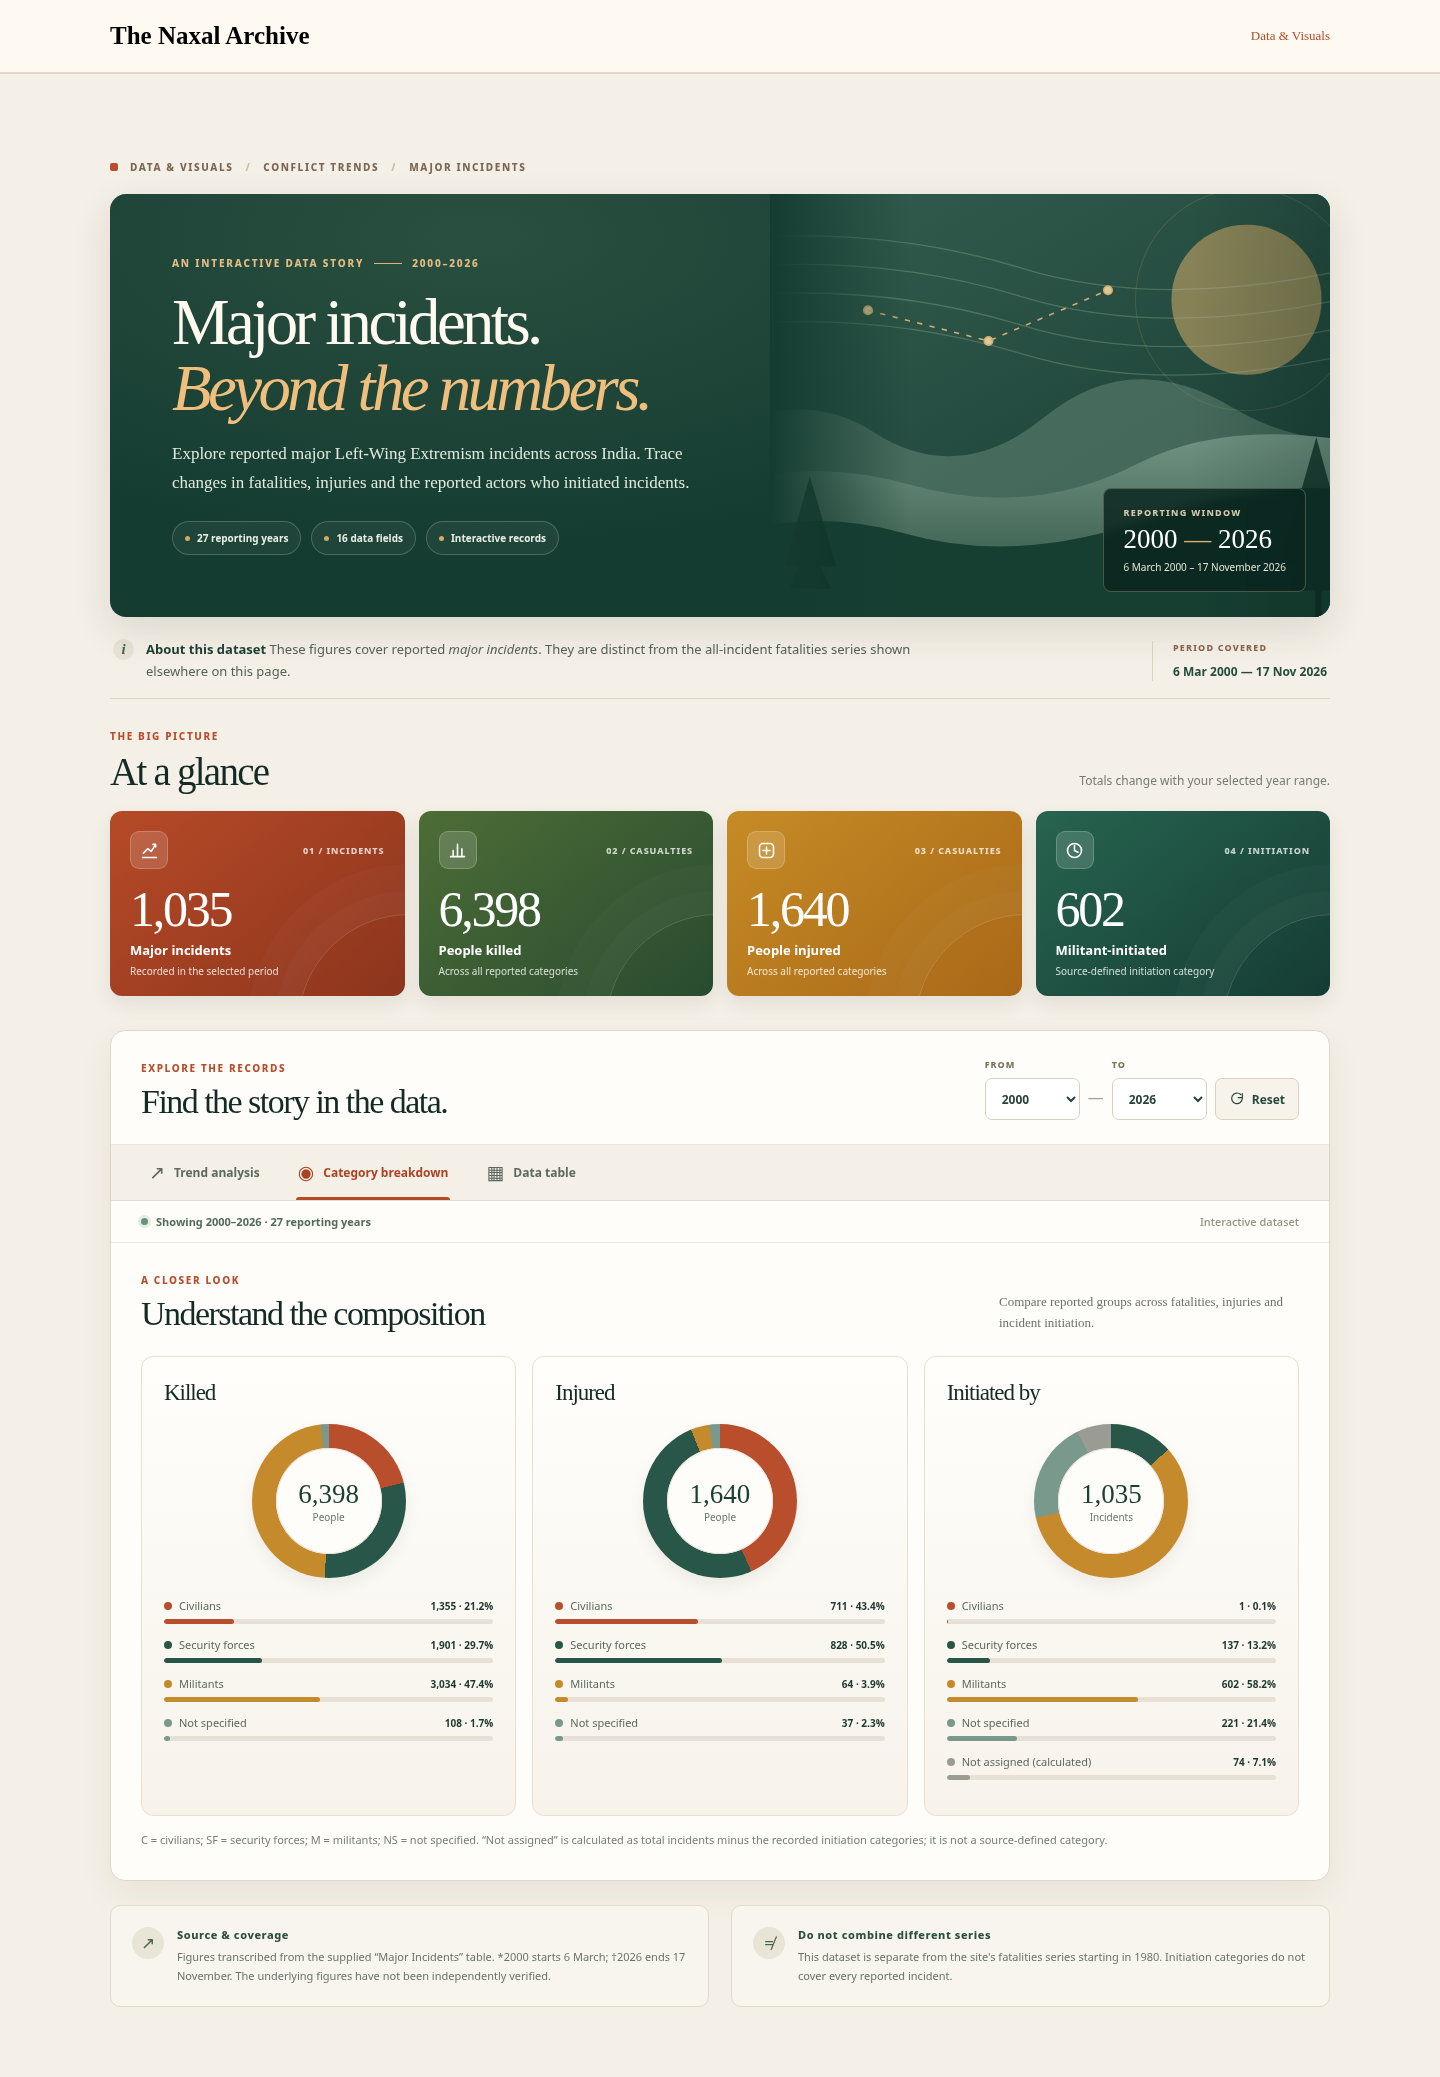 The Naxal Archive
Data & Visuals
DATA & VISUALS / CONFLICT TRENDS / MAJOR INCIDENTS
AN INTERACTIVE DATA STORY — 2000–2026
Major incidents.
Beyond the numbers.
Explore reported major Left-Wing Extremism incidents across India. Trace
changes in fatalities, injuries and the reported actors who initiated incidents.
27 reporting years
16 data fields
Interactive records
REPORTING WINDOW
2000 — 2026
6 March 2000 – 17 November 2026
i
About this dataset These figures cover reported major incidents. They are distinct from the all-incident fatalities series shown
elsewhere on this page.
PERIOD COVERED
6 Mar 2000 — 17 Nov 2026
THE BIG PICTURE
At a glance
Totals change with your selected year range.
01 / INCIDENTS
1,035
Major incidents
Recorded in the selected period
02 / CASUALTIES
6,398
People killed
Across all reported categories
03 / CASUALTIES
1,640
People injured
Across all reported categories
04 / INITIATION
602
Militant-initiated
Source-defined initiation category
EXPLORE THE RECORDS
Find the story in the data.
FROM
2000
—
TO
2026
Reset
Trend analysis
Category breakdown
Data table
Showing 2000–2026 · 27 reporting years
Interactive dataset
A CLOSER LOOK
Understand the composition
Compare reported groups across fatalities, injuries and
incident initiation.
Killed
6,398
People
Civilians 1,355 · 21.2%
Security forces 1,901 · 29.7%
Militants 3,034 · 47.4%
Not specified 108 · 1.7%
Injured
1,640
People
Civilians 711 · 43.4%
Security forces 828 · 50.5%
Militants 64 · 3.9%
Not specified 37 · 2.3%
Initiated by
1,035
Incidents
Civilians 1 · 0.1%
Security forces 137 · 13.2%
Militants 602 · 58.2%
Not specified 221 · 21.4%
Not assigned (calculated) 74 · 7.1%
C = civilians; SF = security forces; M = militants; NS = not specified. “Not assigned” is calculated as total incidents minus the recorded initiation categories; it is not a source-defined category.
Source & coverage
Figures transcribed from the supplied “Major Incidents” table. *2000 starts 6 March; †2026 ends 17
November. The underlying figures have not been independently verified.
Do not combine different series
This dataset is separate from the site's fatalities series starting in 1980. Initiation categories do not
cover every reported incident.